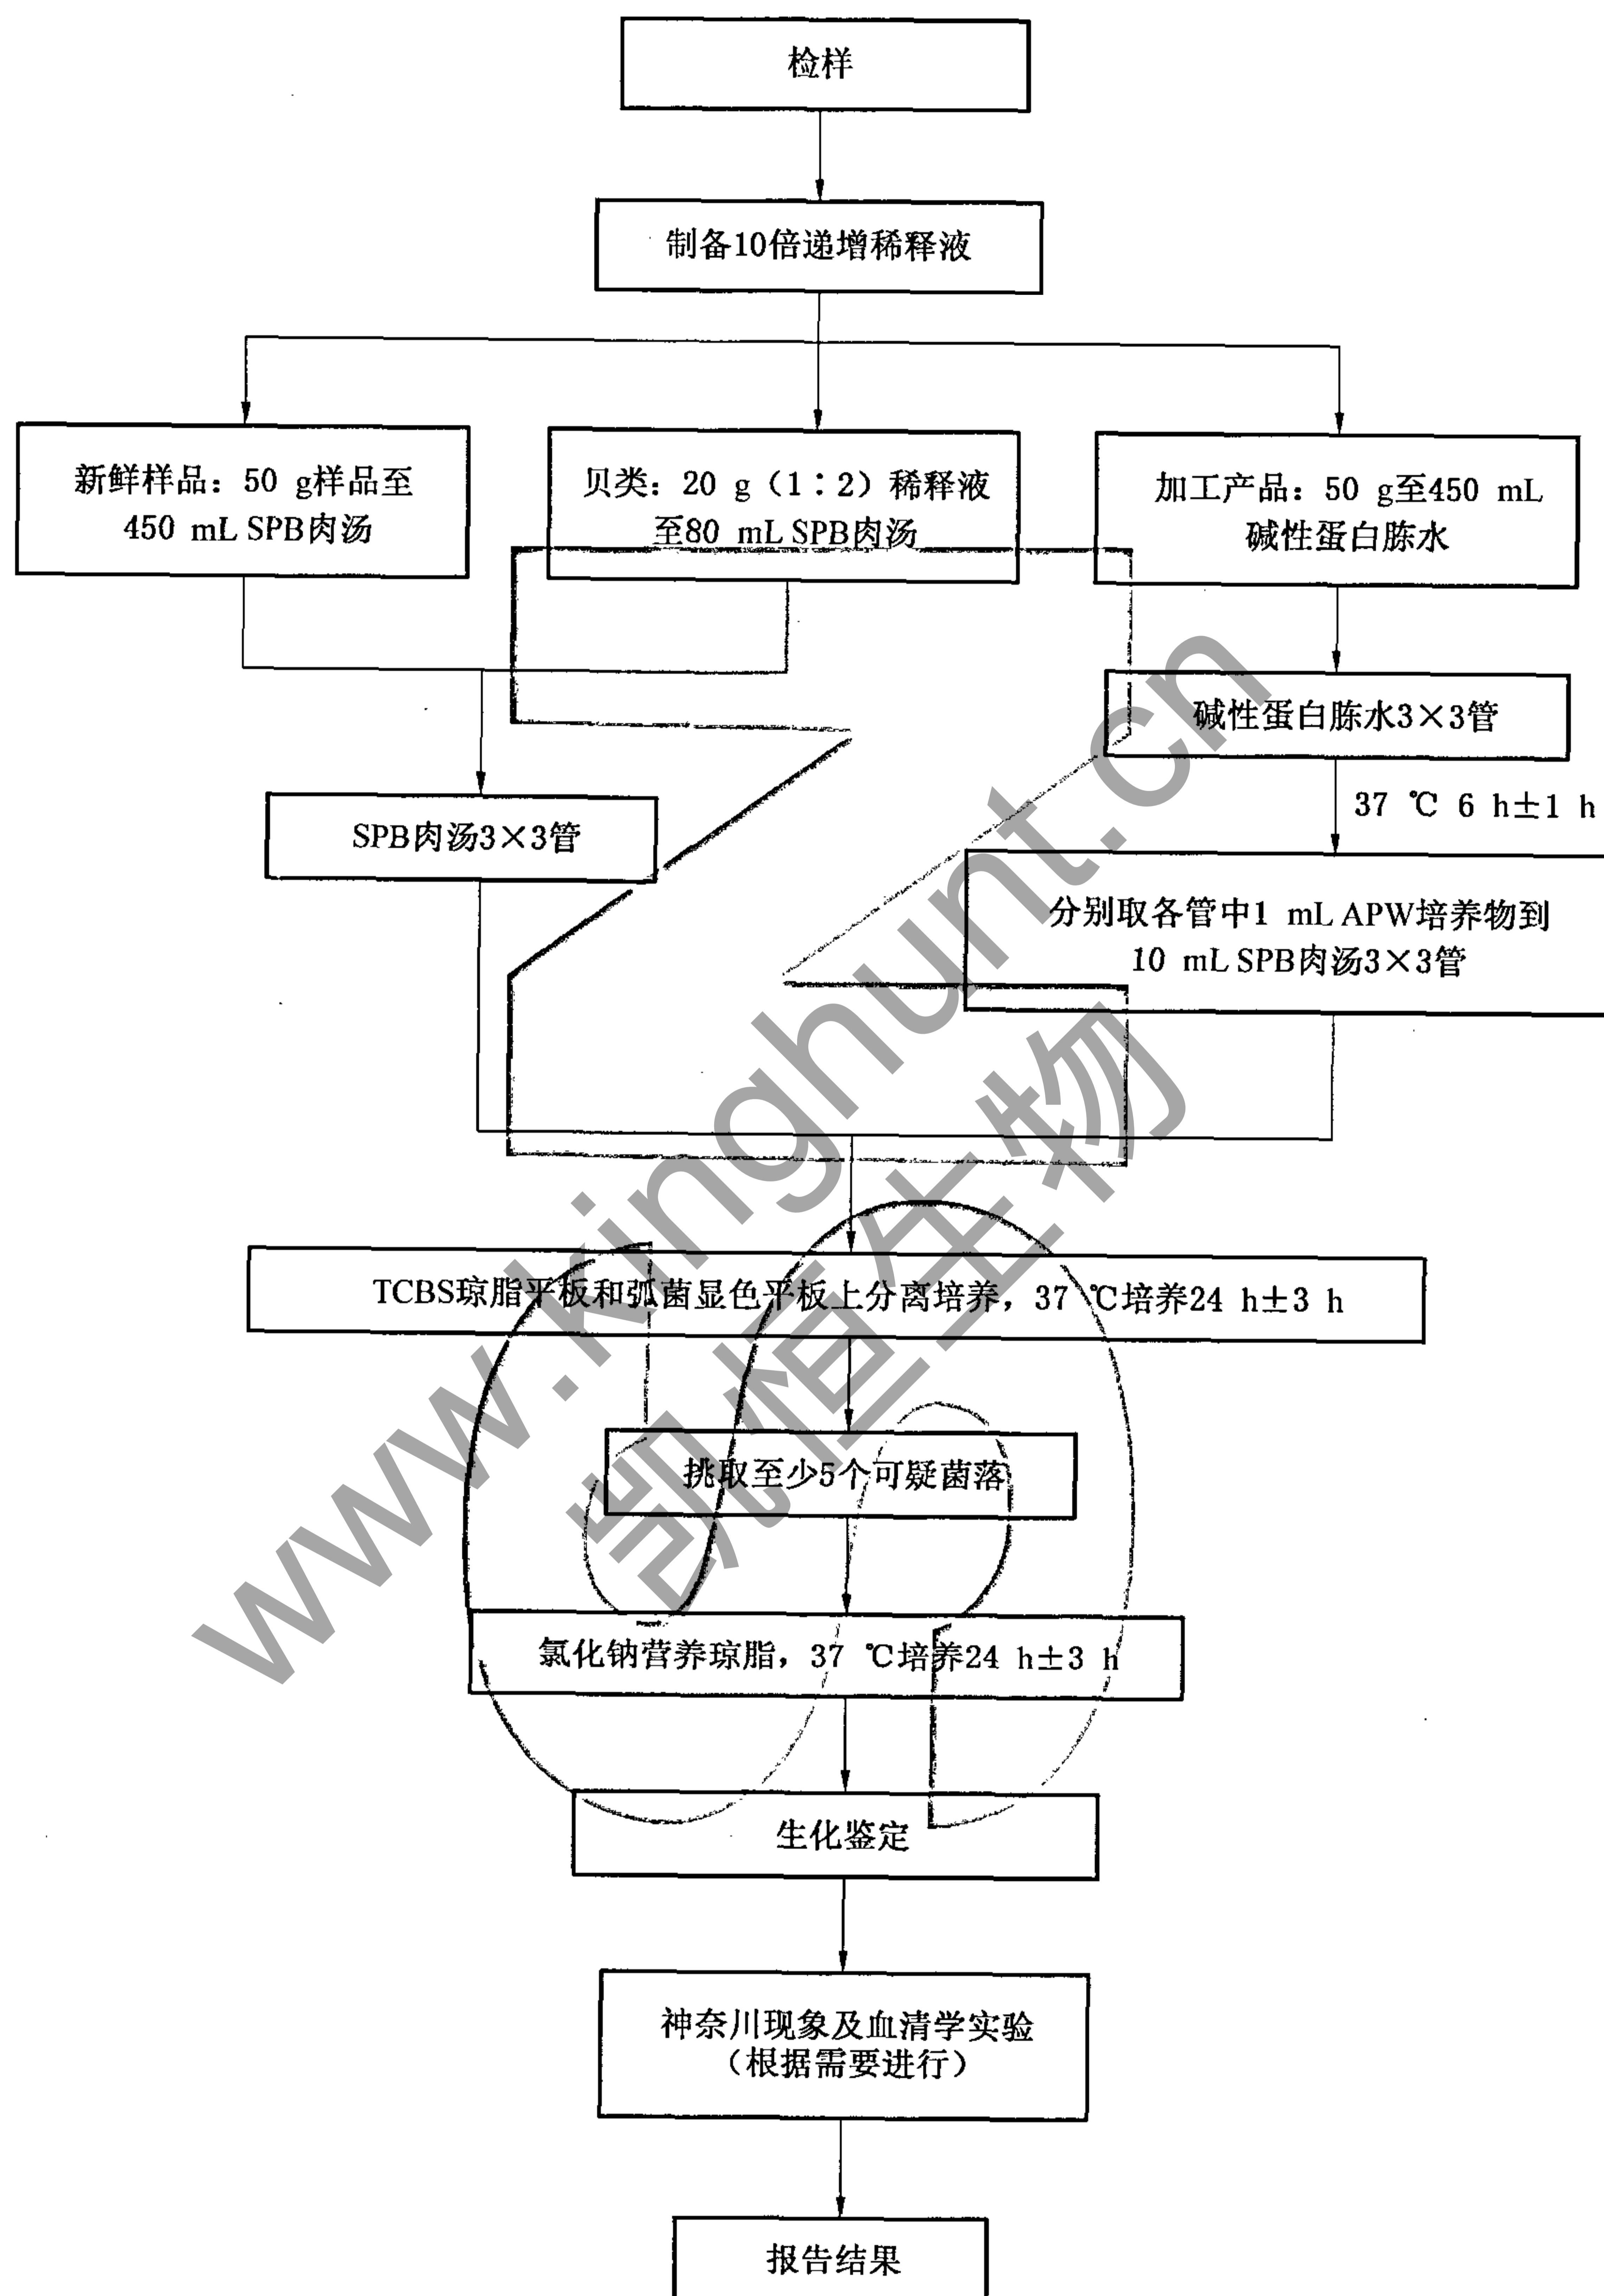 检样
制备10倍递增稀释液
新鲜样品：50 g样品至
450 mL SPB肉汤
贝类：20 g（1∶2）稀释液
至80 mL SPB肉汤
加工产品：50 g至450 mL
碱性蛋白胨水
碱性蛋白胨水3×3管
37 ℃ 6 h±1 h
SPB肉汤3×3管
分别取各管中1 mL APW培养物到
10 mL SPB肉汤3×3管
TCBS琼脂平板和弧菌显色平板上分离培养，37 ℃培养24 h±3 h
挑取至少5个可疑菌落
氯化钠营养琼脂，37 ℃培养24 h±3 h
生化鉴定
神奈川现象及血清学实验
（根据需要进行）
报告结果
www.kinghunt.cn
凯恒生物